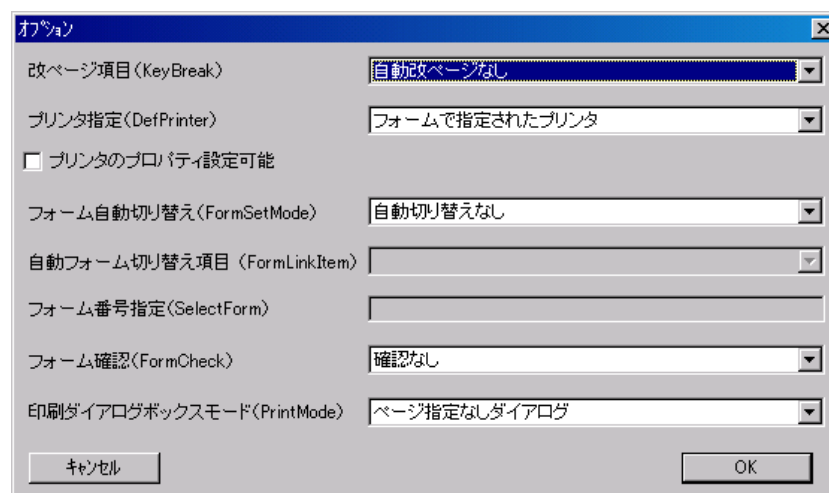 オプション
改ページ項目(KeyBreak) 自動改ページなし
プリンタ指定(DefPrinter) フォームで指定されたプリンタ
プリンタのプロパティ設定可能
フォーム自動切り替え(FormSetMode) 自動切り替えなし
自動フォーム切り替え項目 (FormLinkItem)
フォーム番号指定(SelectForm)
フォーム確認(FormCheck) 確認なし
印刷ダイアログボックスモード(PrintMode) ページ指定なしダイアログ
キャンセル OK